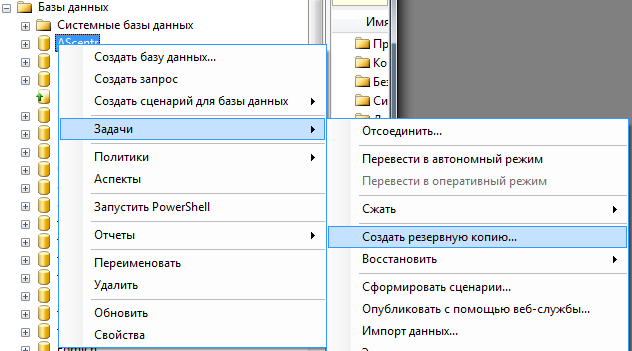 Базы данных
Системные базы данных
AScentr
Создать базу данных...
Создать запрос
Создать сценарий для базы данных
Задачи
Политики
Аспекты
Запустить PowerShell
Отчеты
Переименовать
Удалить
Обновить
Свойства
Имя
Пр
Ко
Без
Си
Отсоединить...
Перевести в автономный режим
Перевести в оперативный режим
Сжать
Создать резервную копию...
Восстановить
Сформировать сценарии...
Опубликовать с помощью веб-службы...
Импорт данных...